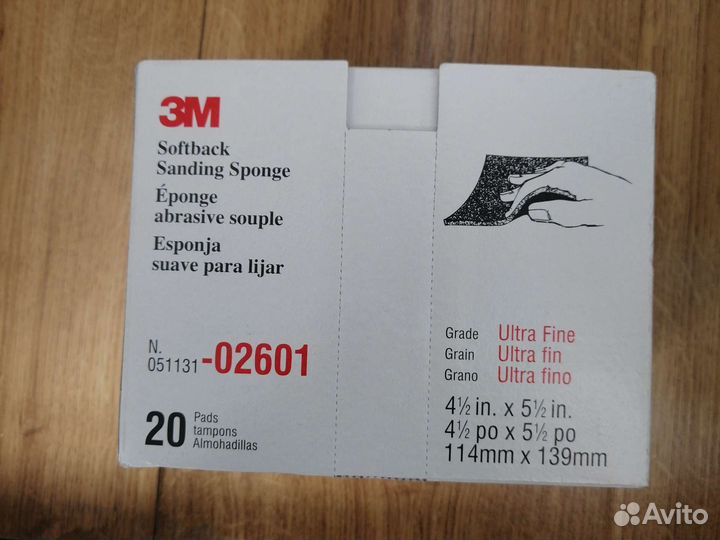 3M
Softback
Sanding Sponge
Éponge
abrasive souple
Esponja
suave para lijar
N.
051131-02601
20 Pads
tampons
Almohadillas
Grade Ultra Fine
Grain Ultra fin
Grano Ultra fino
4½ in. x 5½ in.
4½ po x 5½ po
114mm x 139mm
Avito